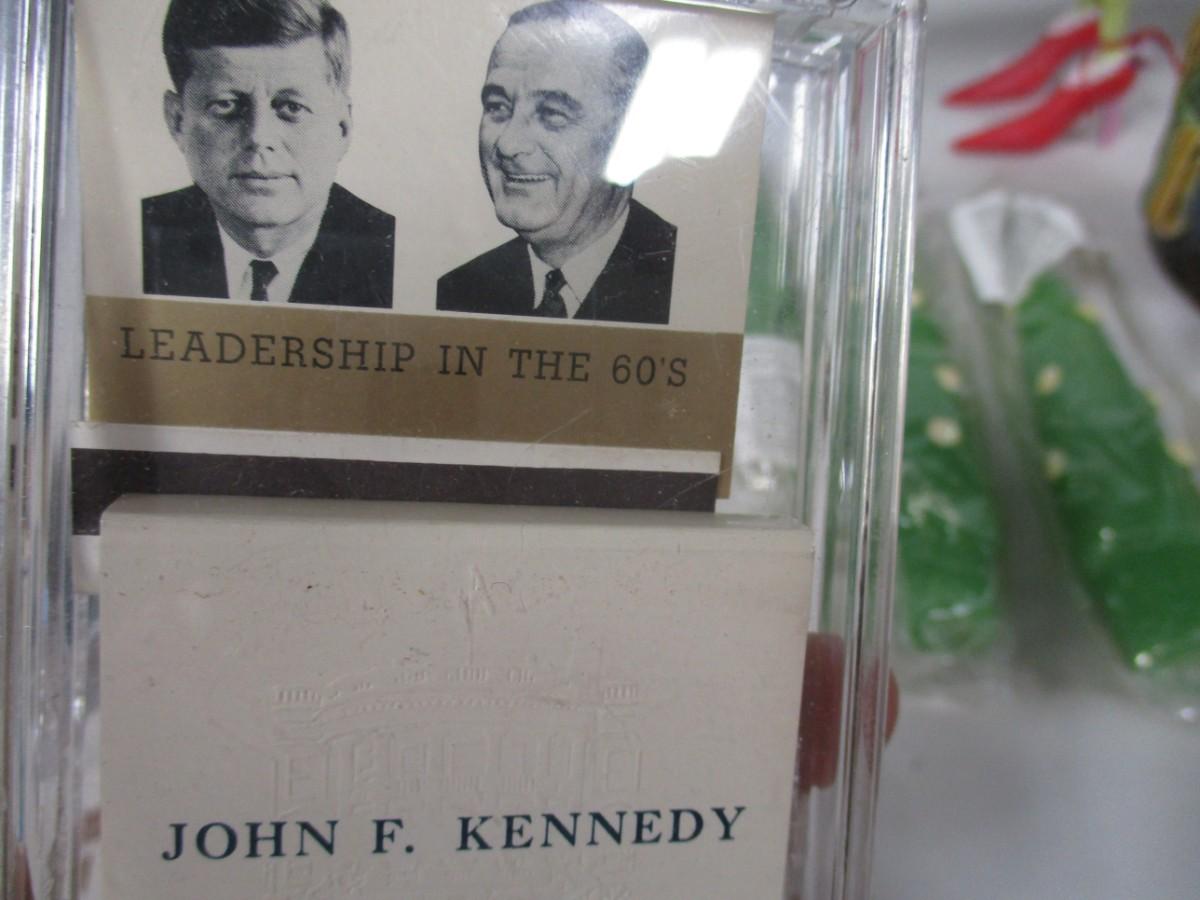 LEADERSHIP IN THE 60'S
JOHN F. KENNEDY